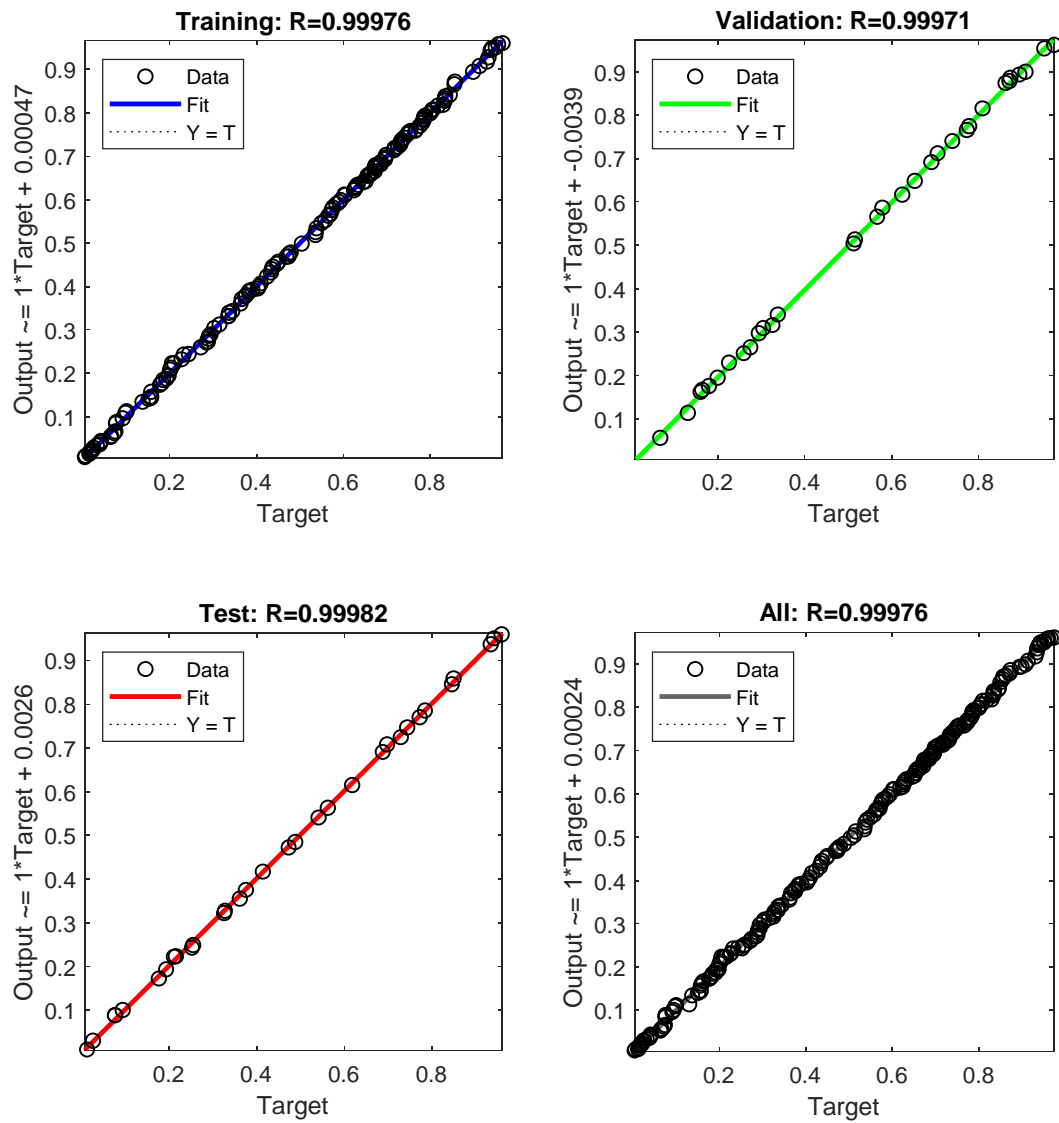 Training: R=0.99976
Output ~= 1*Target + 0.00047
0.9
0.8
0.7
0.6
0.5
0.4
0.3
0.2
0.1
Data
Fit
Y = T
0.2 0.4 0.6 0.8
Target
Validation: R=0.99971
Output ~= 1*Target + -0.0039
0.9
0.8
0.7
0.6
0.5
0.4
0.3
0.2
0.1
Data
Fit
Y = T
0.2 0.4 0.6 0.8
Target
Test: R=0.99982
Output ~= 1*Target + 0.0026
0.9
0.8
0.7
0.6
0.5
0.4
0.3
0.2
0.1
Data
Fit
Y = T
0.2 0.4 0.6 0.8
Target
All: R=0.99976
Output ~= 1*Target + 0.00024
0.9
0.8
0.7
0.6
0.5
0.4
0.3
0.2
0.1
Data
Fit
Y = T
0.2 0.4 0.6 0.8
Target